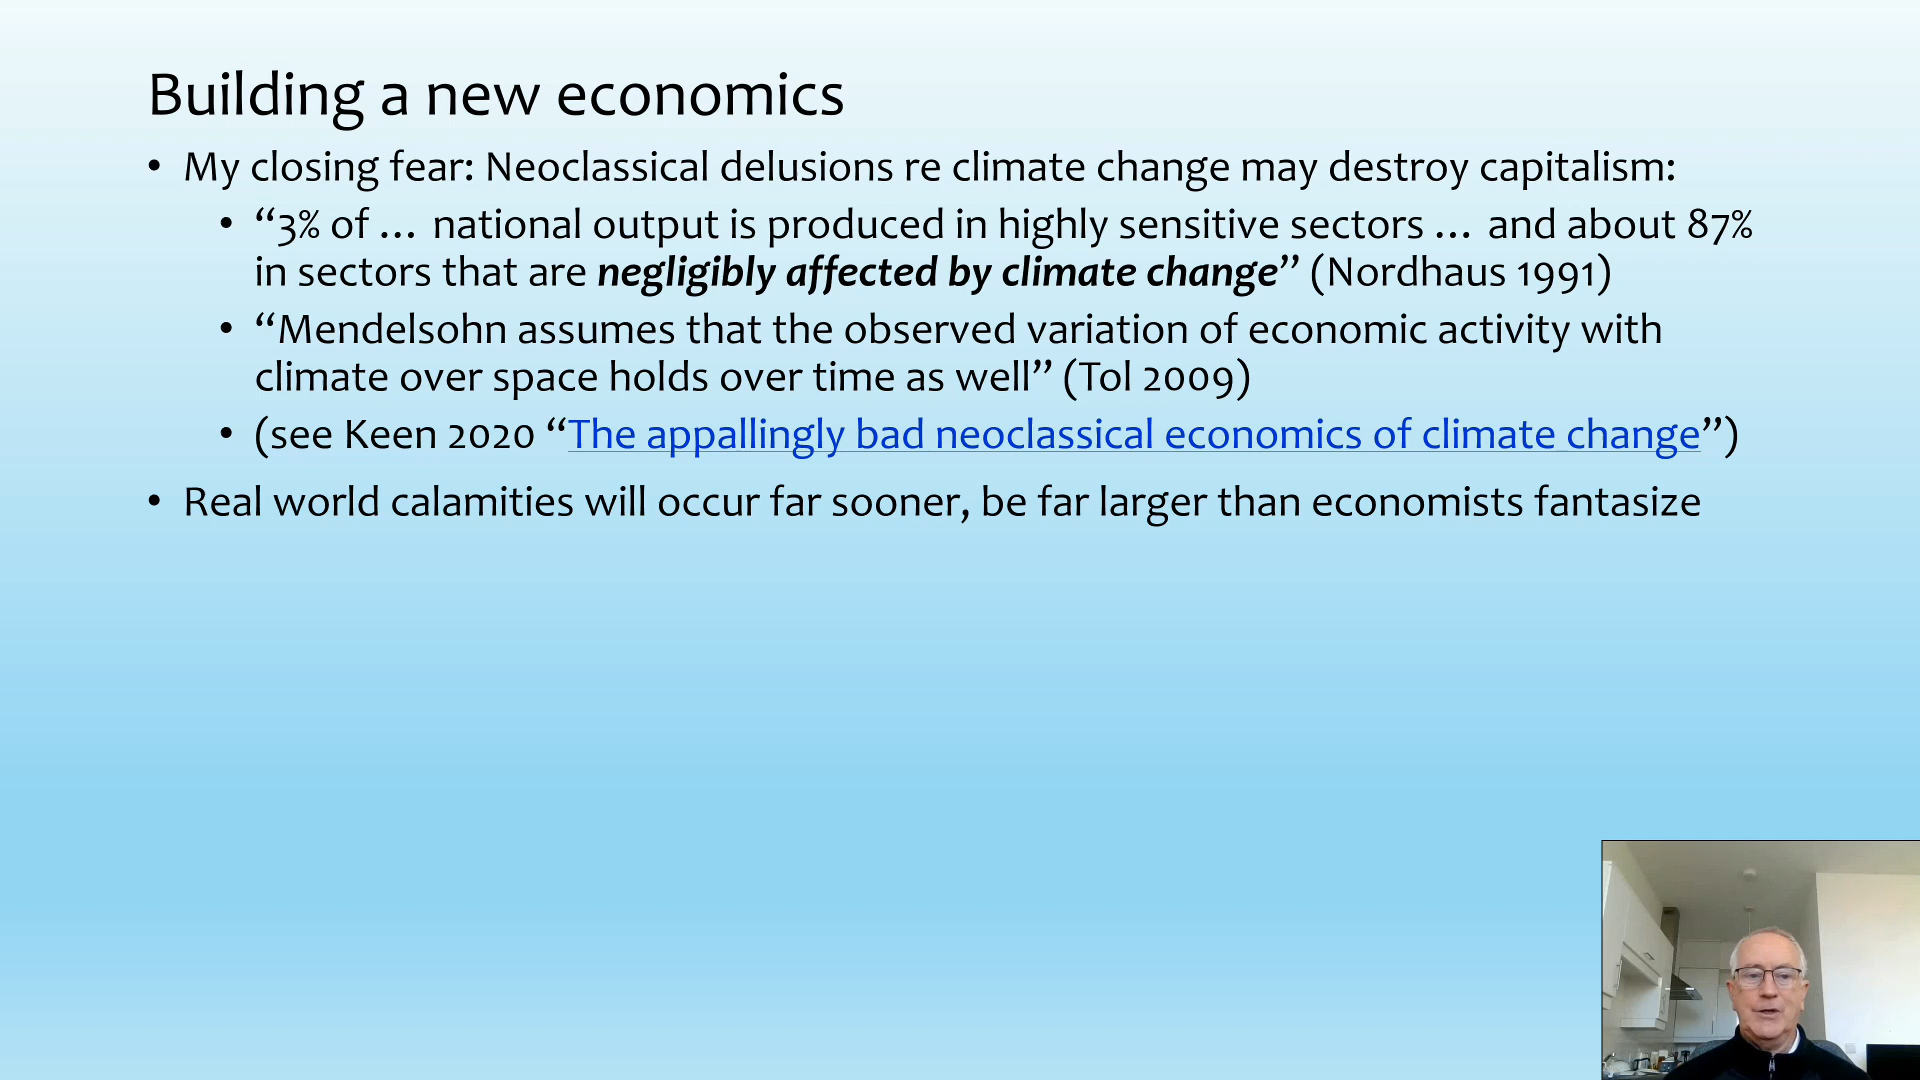 Building a new economics
• My closing fear: Neoclassical delusions re climate change may destroy capitalism:
• “3% of … national output is produced in highly sensitive sectors … and about 87%
in sectors that are negligibly affected by climate change” (Nordhaus 1991)
• “Mendelsohn assumes that the observed variation of economic activity with
climate over space holds over time as well” (Tol 2009)
• (see Keen 2020 “The appallingly bad neoclassical economics of climate change”)
• Real world calamities will occur far sooner, be far larger than economists fantasize